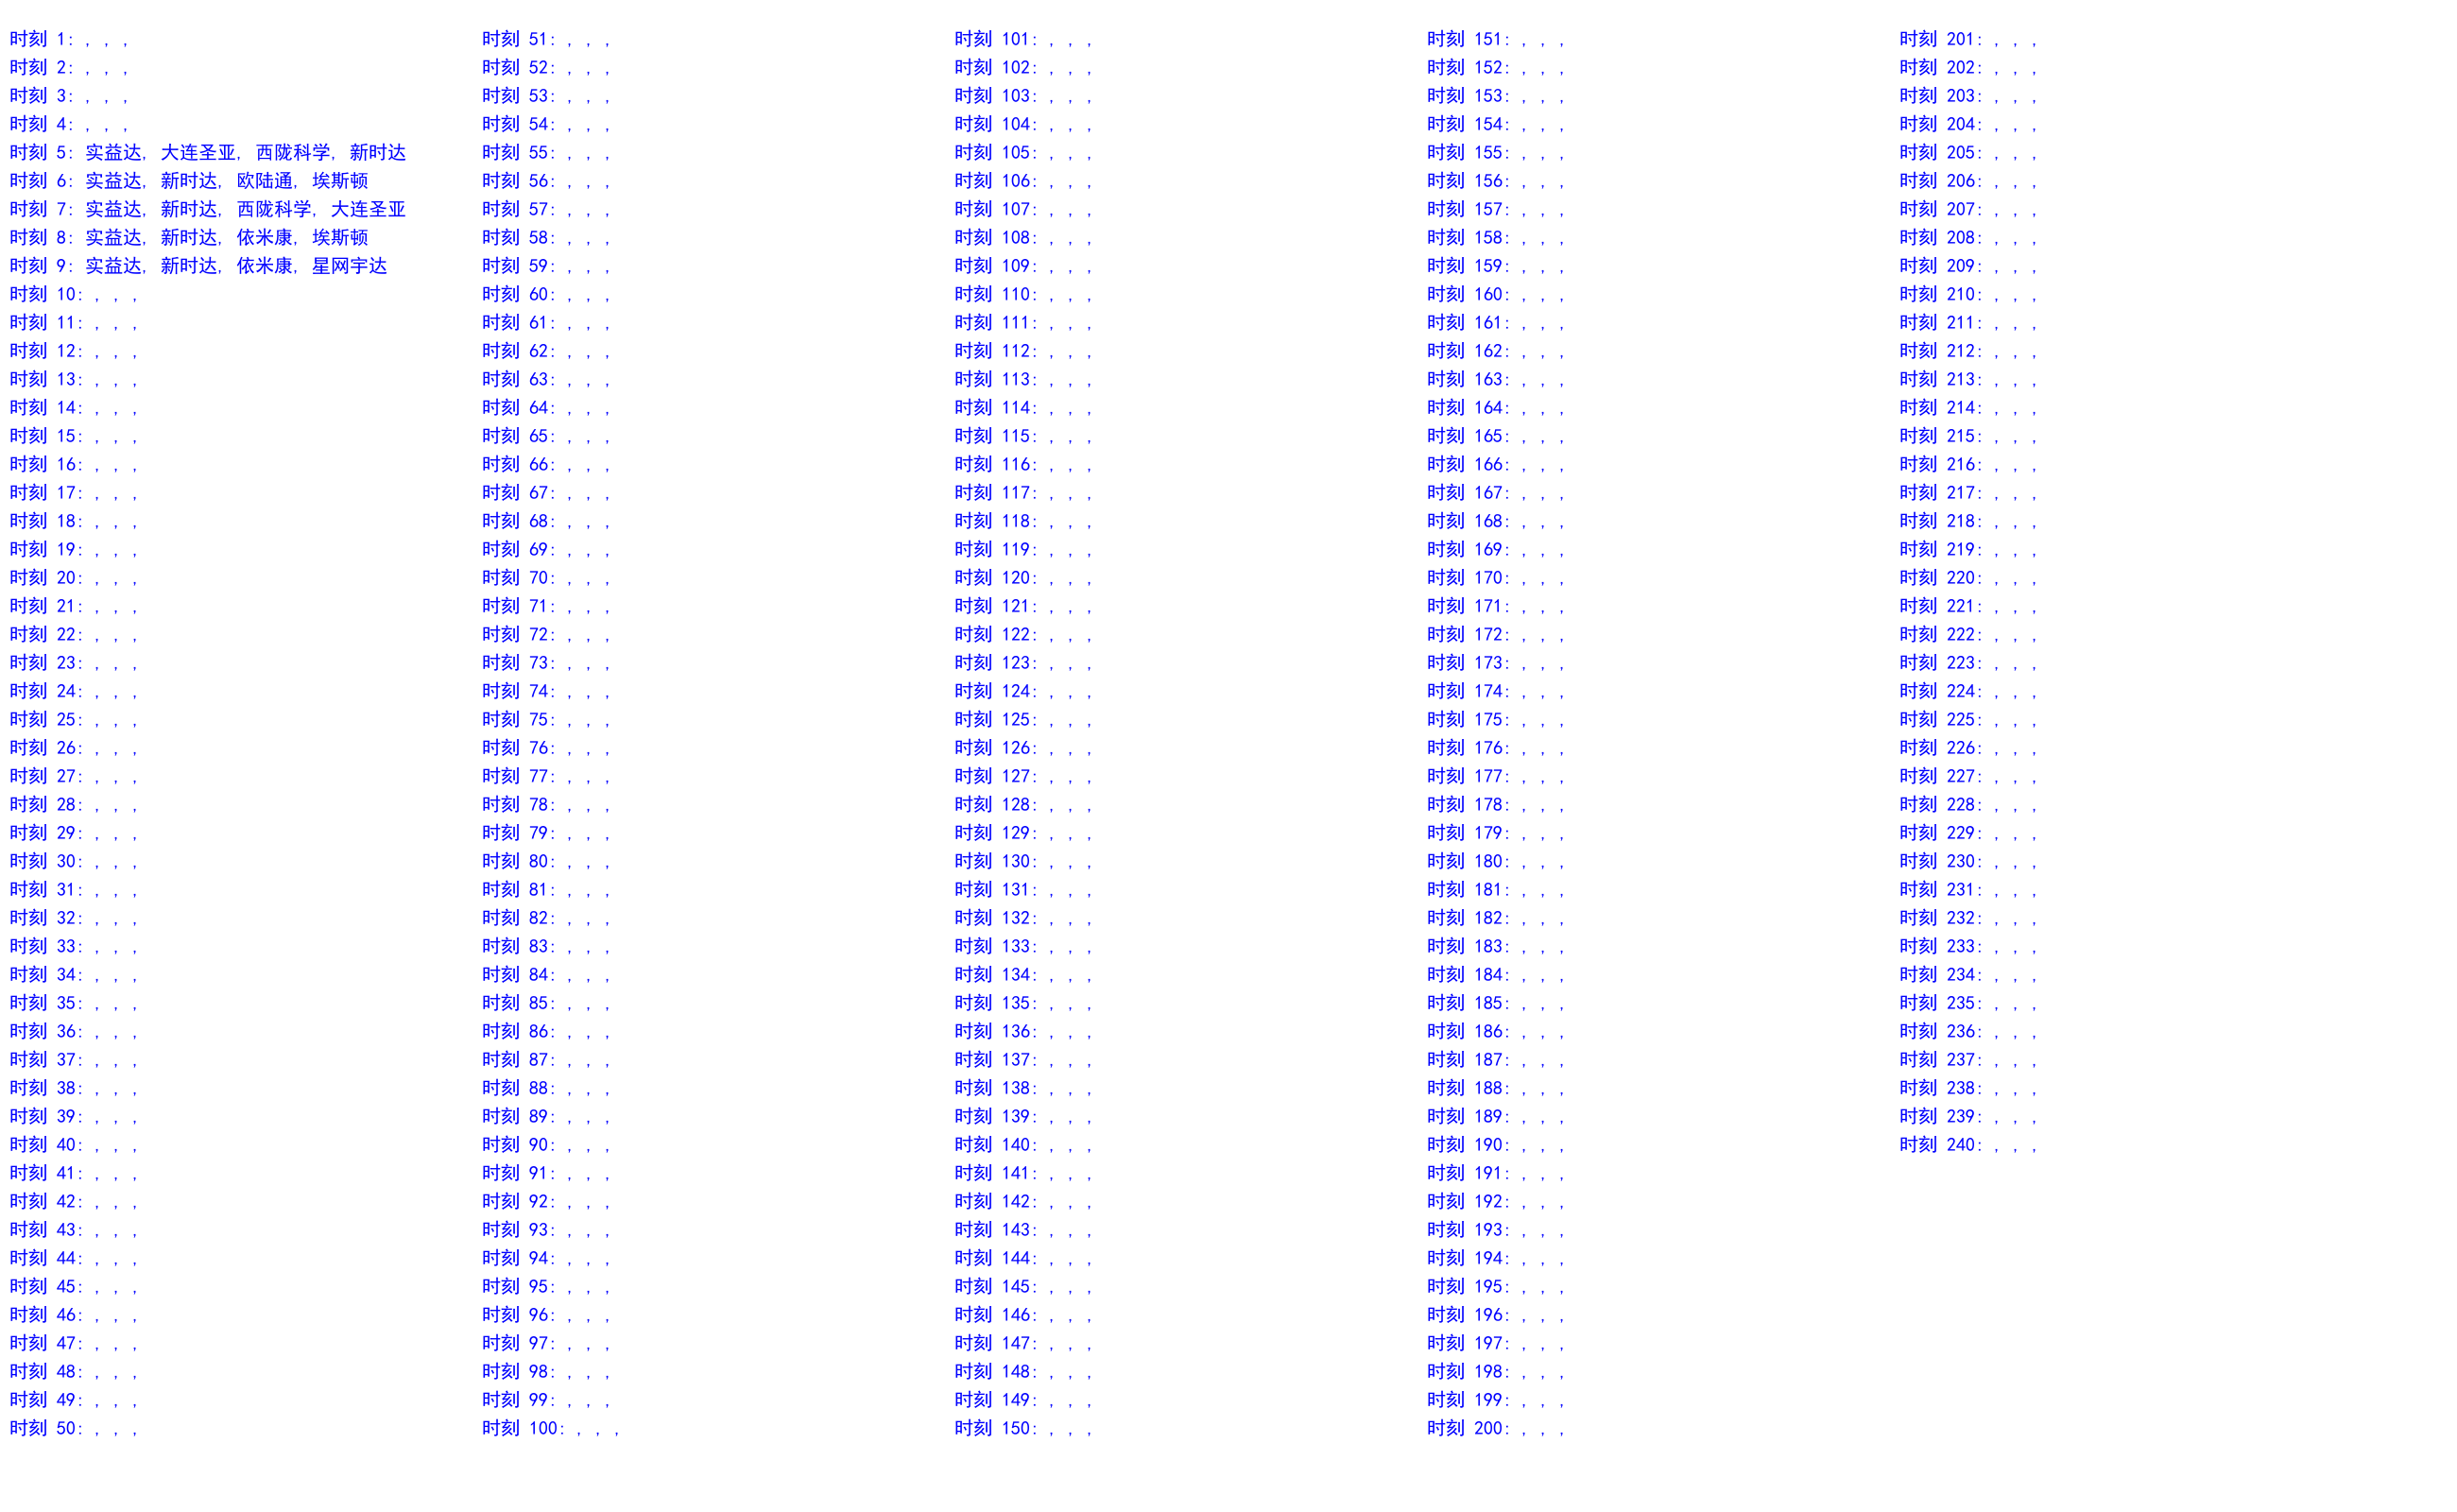 时刻 1: , , ,
时刻 2: , , ,
时刻 3: , , ,
时刻 4: , , ,
时刻 5: 实益达, 大连圣亚, 西陇科学, 新时达
时刻 6: 实益达, 新时达, 欧陆通, 埃斯顿
时刻 7: 实益达, 新时达, 西陇科学, 大连圣亚
时刻 8: 实益达, 新时达, 依米康, 埃斯顿
时刻 9: 实益达, 新时达, 依米康, 星网宇达
时刻 10: , , ,
时刻 11: , , ,
时刻 12: , , ,
时刻 13: , , ,
时刻 14: , , ,
时刻 15: , , ,
时刻 16: , , ,
时刻 17: , , ,
时刻 18: , , ,
时刻 19: , , ,
时刻 20: , , ,
时刻 21: , , ,
时刻 22: , , ,
时刻 23: , , ,
时刻 24: , , ,
时刻 25: , , ,
时刻 26: , , ,
时刻 27: , , ,
时刻 28: , , ,
时刻 29: , , ,
时刻 30: , , ,
时刻 31: , , ,
时刻 32: , , ,
时刻 33: , , ,
时刻 34: , , ,
时刻 35: , , ,
时刻 36: , , ,
时刻 37: , , ,
时刻 38: , , ,
时刻 39: , , ,
时刻 40: , , ,
时刻 41: , , ,
时刻 42: , , ,
时刻 43: , , ,
时刻 44: , , ,
时刻 45: , , ,
时刻 46: , , ,
时刻 47: , , ,
时刻 48: , , ,
时刻 49: , , ,
时刻 50: , , ,
时刻 51: , , ,
时刻 52: , , ,
时刻 53: , , ,
时刻 54: , , ,
时刻 55: , , ,
时刻 56: , , ,
时刻 57: , , ,
时刻 58: , , ,
时刻 59: , , ,
时刻 60: , , ,
时刻 61: , , ,
时刻 62: , , ,
时刻 63: , , ,
时刻 64: , , ,
时刻 65: , , ,
时刻 66: , , ,
时刻 67: , , ,
时刻 68: , , ,
时刻 69: , , ,
时刻 70: , , ,
时刻 71: , , ,
时刻 72: , , ,
时刻 73: , , ,
时刻 74: , , ,
时刻 75: , , ,
时刻 76: , , ,
时刻 77: , , ,
时刻 78: , , ,
时刻 79: , , ,
时刻 80: , , ,
时刻 81: , , ,
时刻 82: , , ,
时刻 83: , , ,
时刻 84: , , ,
时刻 85: , , ,
时刻 86: , , ,
时刻 87: , , ,
时刻 88: , , ,
时刻 89: , , ,
时刻 90: , , ,
时刻 91: , , ,
时刻 92: , , ,
时刻 93: , , ,
时刻 94: , , ,
时刻 95: , , ,
时刻 96: , , ,
时刻 97: , , ,
时刻 98: , , ,
时刻 99: , , ,
时刻 100: , , ,
时刻 101: , , ,
时刻 102: , , ,
时刻 103: , , ,
时刻 104: , , ,
时刻 105: , , ,
时刻 106: , , ,
时刻 107: , , ,
时刻 108: , , ,
时刻 109: , , ,
时刻 110: , , ,
时刻 111: , , ,
时刻 112: , , ,
时刻 113: , , ,
时刻 114: , , ,
时刻 115: , , ,
时刻 116: , , ,
时刻 117: , , ,
时刻 118: , , ,
时刻 119: , , ,
时刻 120: , , ,
时刻 121: , , ,
时刻 122: , , ,
时刻 123: , , ,
时刻 124: , , ,
时刻 125: , , ,
时刻 126: , , ,
时刻 127: , , ,
时刻 128: , , ,
时刻 129: , , ,
时刻 130: , , ,
时刻 131: , , ,
时刻 132: , , ,
时刻 133: , , ,
时刻 134: , , ,
时刻 135: , , ,
时刻 136: , , ,
时刻 137: , , ,
时刻 138: , , ,
时刻 139: , , ,
时刻 140: , , ,
时刻 141: , , ,
时刻 142: , , ,
时刻 143: , , ,
时刻 144: , , ,
时刻 145: , , ,
时刻 146: , , ,
时刻 147: , , ,
时刻 148: , , ,
时刻 149: , , ,
时刻 150: , , ,
时刻 151: , , ,
时刻 152: , , ,
时刻 153: , , ,
时刻 154: , , ,
时刻 155: , , ,
时刻 156: , , ,
时刻 157: , , ,
时刻 158: , , ,
时刻 159: , , ,
时刻 160: , , ,
时刻 161: , , ,
时刻 162: , , ,
时刻 163: , , ,
时刻 164: , , ,
时刻 165: , , ,
时刻 166: , , ,
时刻 167: , , ,
时刻 168: , , ,
时刻 169: , , ,
时刻 170: , , ,
时刻 171: , , ,
时刻 172: , , ,
时刻 173: , , ,
时刻 174: , , ,
时刻 175: , , ,
时刻 176: , , ,
时刻 177: , , ,
时刻 178: , , ,
时刻 179: , , ,
时刻 180: , , ,
时刻 181: , , ,
时刻 182: , , ,
时刻 183: , , ,
时刻 184: , , ,
时刻 185: , , ,
时刻 186: , , ,
时刻 187: , , ,
时刻 188: , , ,
时刻 189: , , ,
时刻 190: , , ,
时刻 191: , , ,
时刻 192: , , ,
时刻 193: , , ,
时刻 194: , , ,
时刻 195: , , ,
时刻 196: , , ,
时刻 197: , , ,
时刻 198: , , ,
时刻 199: , , ,
时刻 200: , , ,
时刻 201: , , ,
时刻 202: , , ,
时刻 203: , , ,
时刻 204: , , ,
时刻 205: , , ,
时刻 206: , , ,
时刻 207: , , ,
时刻 208: , , ,
时刻 209: , , ,
时刻 210: , , ,
时刻 211: , , ,
时刻 212: , , ,
时刻 213: , , ,
时刻 214: , , ,
时刻 215: , , ,
时刻 216: , , ,
时刻 217: , , ,
时刻 218: , , ,
时刻 219: , , ,
时刻 220: , , ,
时刻 221: , , ,
时刻 222: , , ,
时刻 223: , , ,
时刻 224: , , ,
时刻 225: , , ,
时刻 226: , , ,
时刻 227: , , ,
时刻 228: , , ,
时刻 229: , , ,
时刻 230: , , ,
时刻 231: , , ,
时刻 232: , , ,
时刻 233: , , ,
时刻 234: , , ,
时刻 235: , , ,
时刻 236: , , ,
时刻 237: , , ,
时刻 238: , , ,
时刻 239: , , ,
时刻 240: , , ,